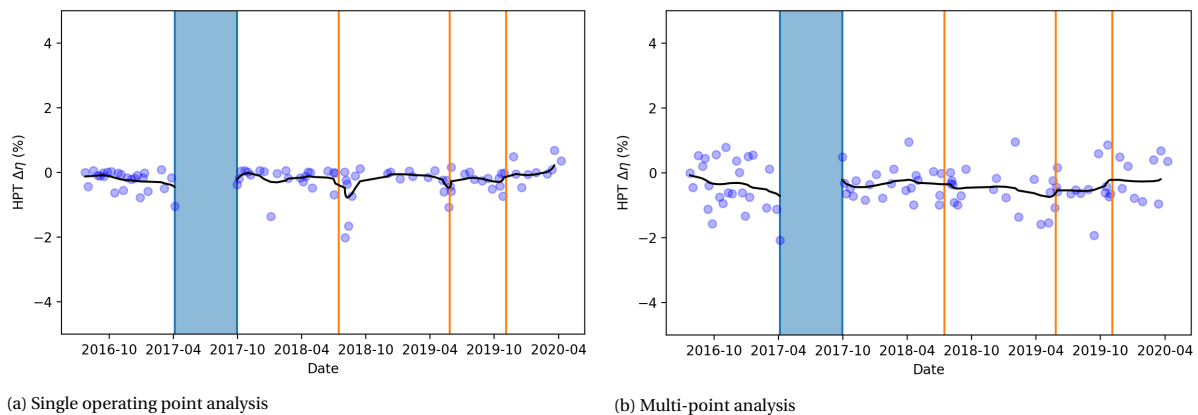 4
2
0
−2
−4
HPT Δη (%)
2016-10 2017-04 2017-10 2018-04 2018-10 2019-04 2019-10 2020-04
Date
(a) Single operating point analysis
4
2
0
−2
−4
HPT Δη (%)
2016-10 2017-04 2017-10 2018-04 2018-10 2019-04 2019-10 2020-04
Date
(b) Multi-point analysis